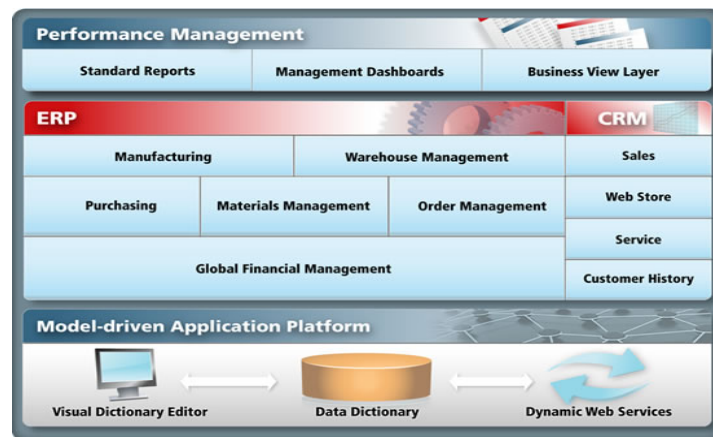 Performance Management
Standard Reports
Management Dashboards
Business View Layer
ERP
CRM
Manufacturing
Warehouse Management
Sales
Purchasing
Materials Management
Order Management
Web Store
Service
Global Financial Management
Customer History
Model-driven Application Platform
Visual Dictionary Editor
Data Dictionary
Dynamic Web Services